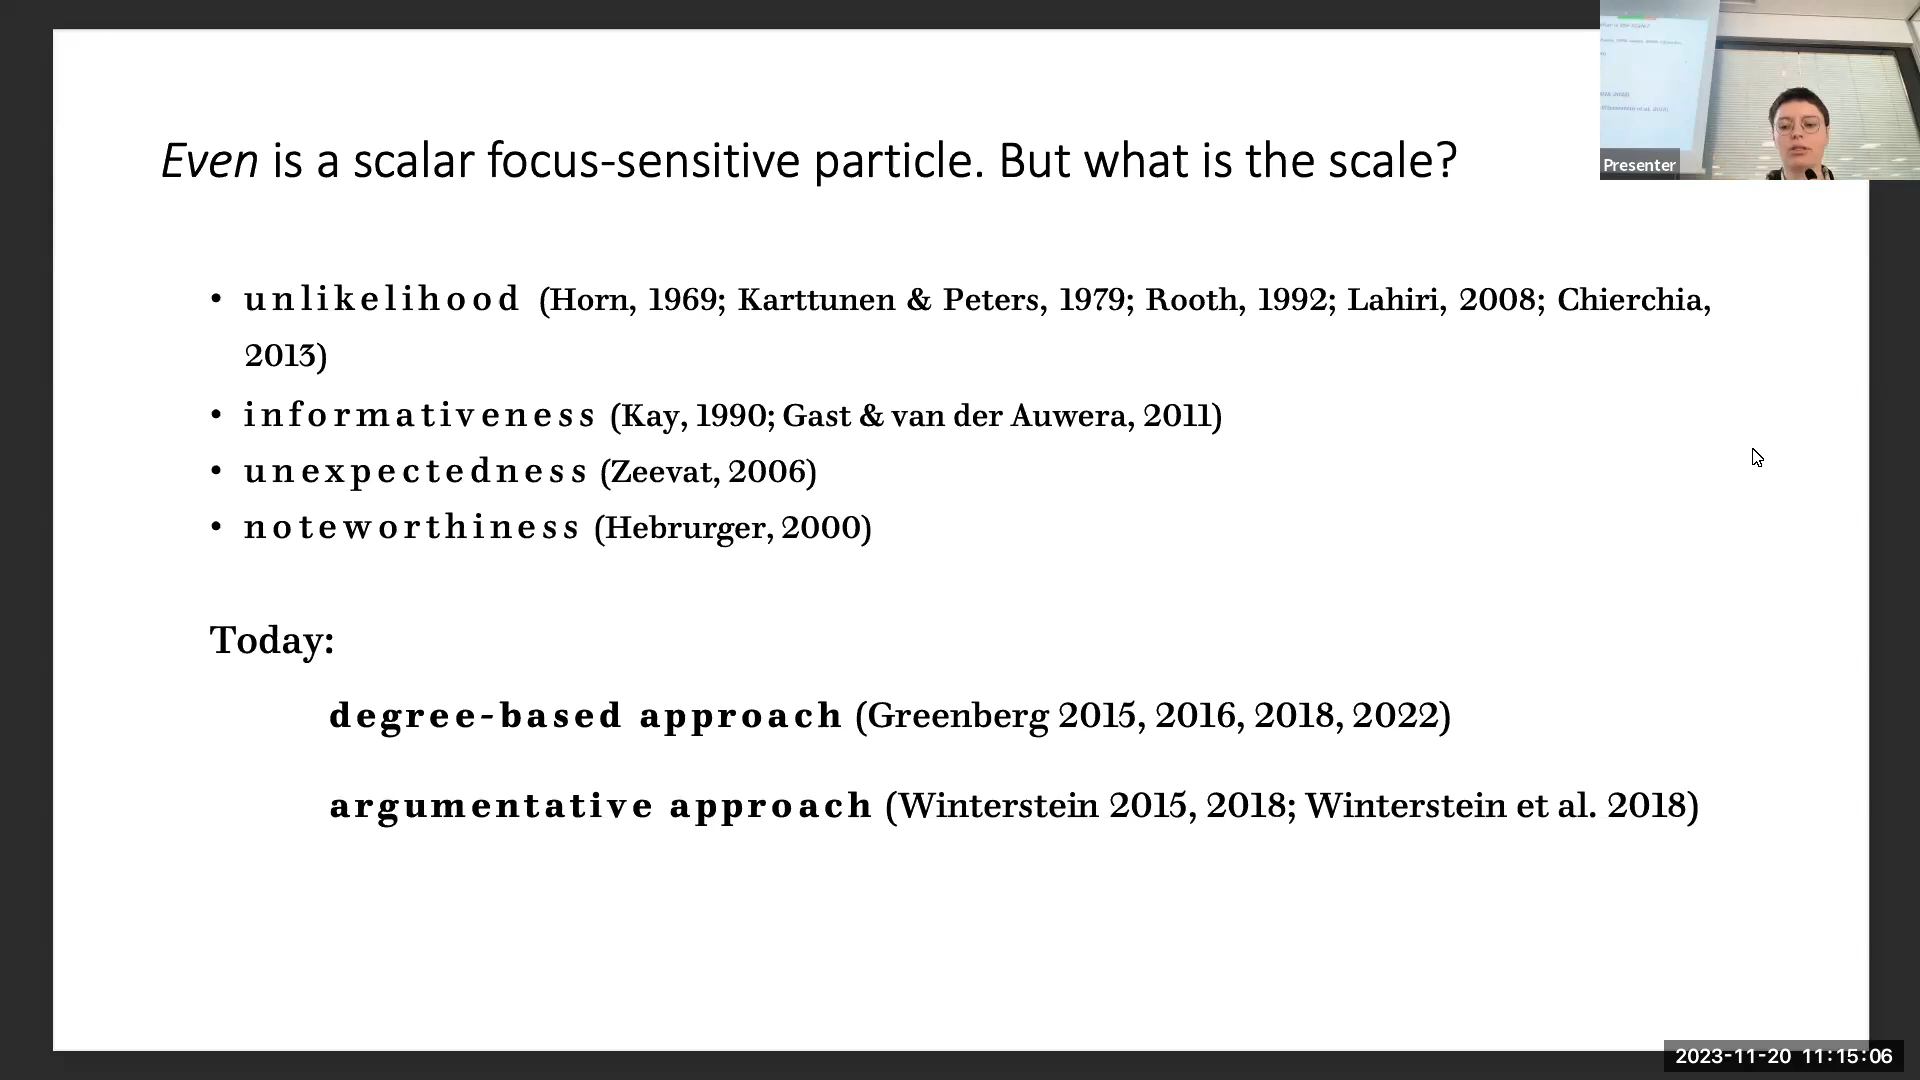 Even is a scalar focus-sensitive particle. But what is the scale?
Presenter
• unlikelihood (Horn, 1969; Karttunen & Peters, 1979; Rooth, 1992; Lahiri, 2008; Chierchia,
2013)
• informativeness (Kay, 1990; Gast & van der Auwera, 2011)
• unexpectedness (Zeevat, 2006)
• noteworthiness (Hebrurger, 2000)
Today:
degree-based approach (Greenberg 2015, 2016, 2018, 2022)
argumentative approach (Winterstein 2015, 2018; Winterstein et al. 2018)
2023-11-20 11:15:06